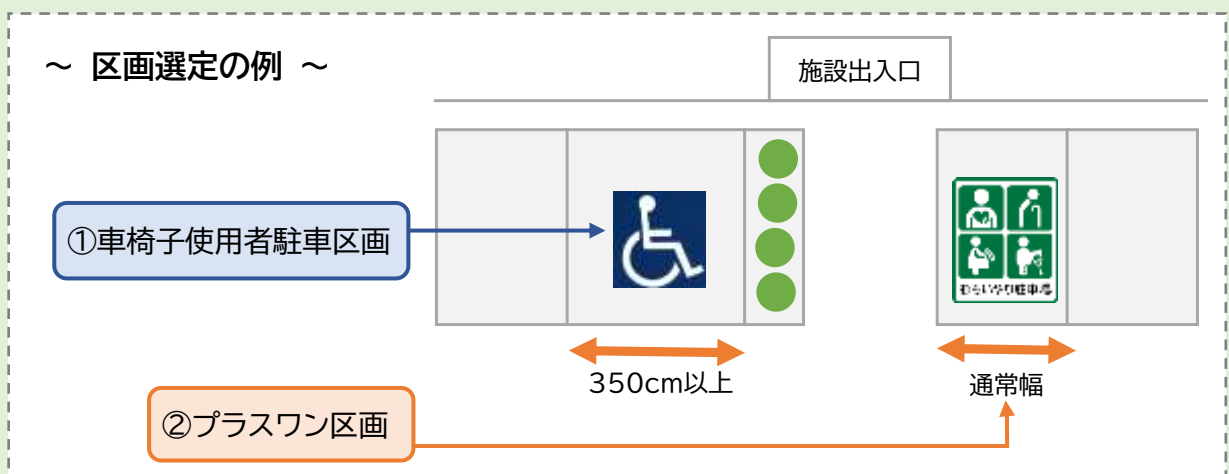 ～ 区画選定の例 ～
施設出入口
①車椅子使用者駐車区画
350cm以上
通常幅
②プラスワン区画